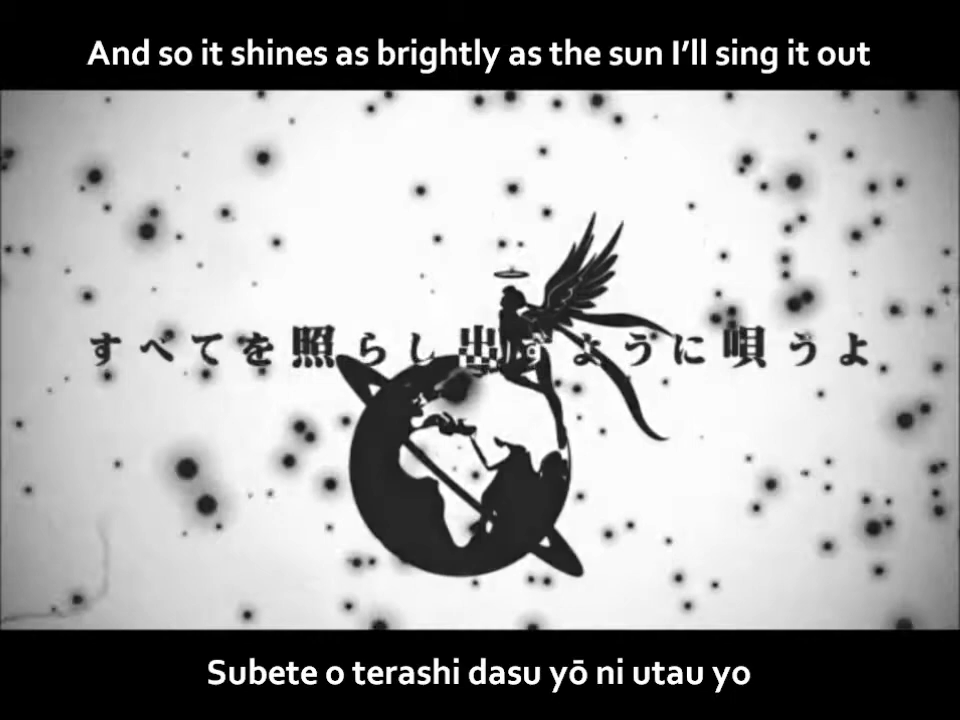 And so it shines as brightly as the sun I’ll sing it out
すべてを照らし出すように唄うよ
Subete o terashi dasu yō ni utau yo